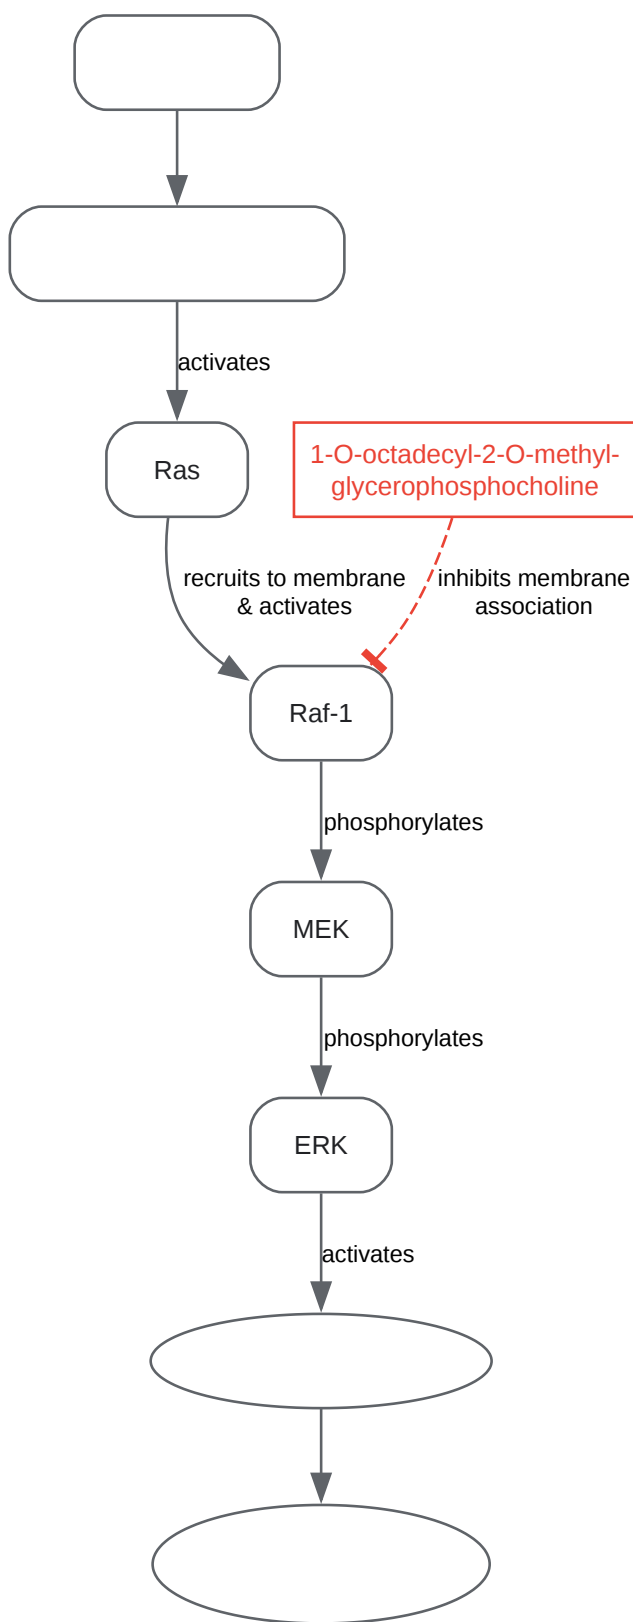 activates
Ras
1-O-octadecyl-2-O-methyl-
glycerophosphocholine
recruits to membrane
& activates
inhibits membrane
association
Raf-1
phosphorylates
MEK
phosphorylates
ERK
activates